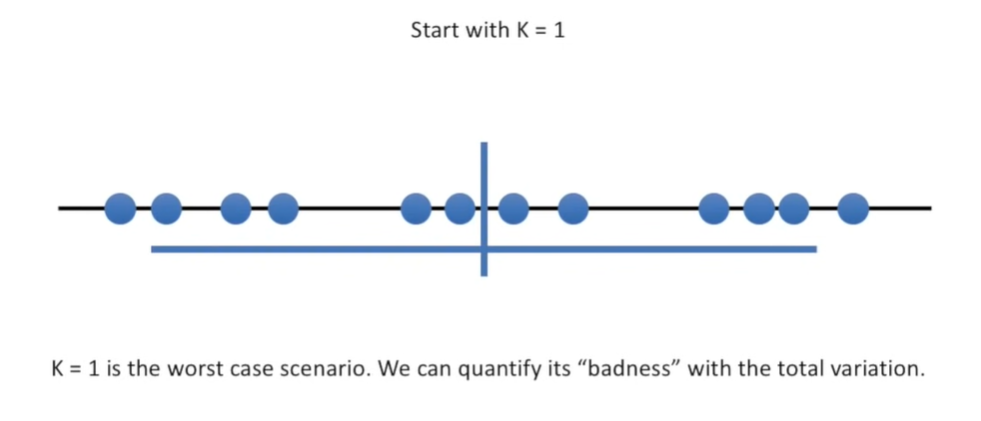 Start with K = 1
K = 1 is the worst case scenario. We can quantify its “badness” with the total variation.